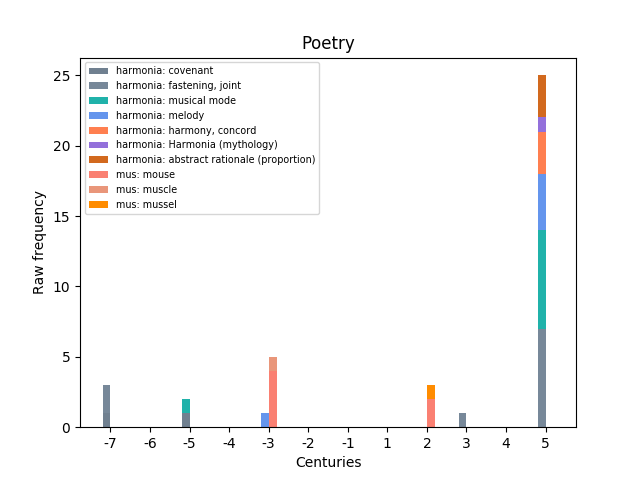 Poetry
harmonia: covenant
harmonia: fastening, joint
harmonia: musical mode
harmonia: melody
harmonia: harmony, concord
harmonia: Harmonia (mythology)
harmonia: abstract rationale (proportion)
mus: mouse
mus: muscle
mus: mussel
Raw frequency
25
20
15
10
5
0
-7 -6 -5 -4 -3 -2 -1 1 2 3 4 5
Centuries